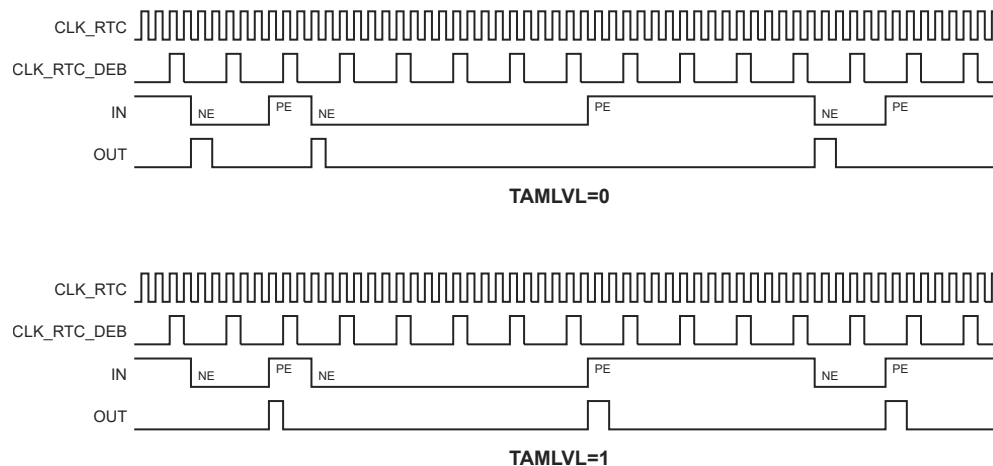 CLK_RTC
CLK_RTC_DEB
IN NE PE NE PE NE PE
OUT
TAMLVL=0
CLK_RTC
CLK_RTC_DEB
IN NE PE NE PE NE PE
OUT
TAMLVL=1